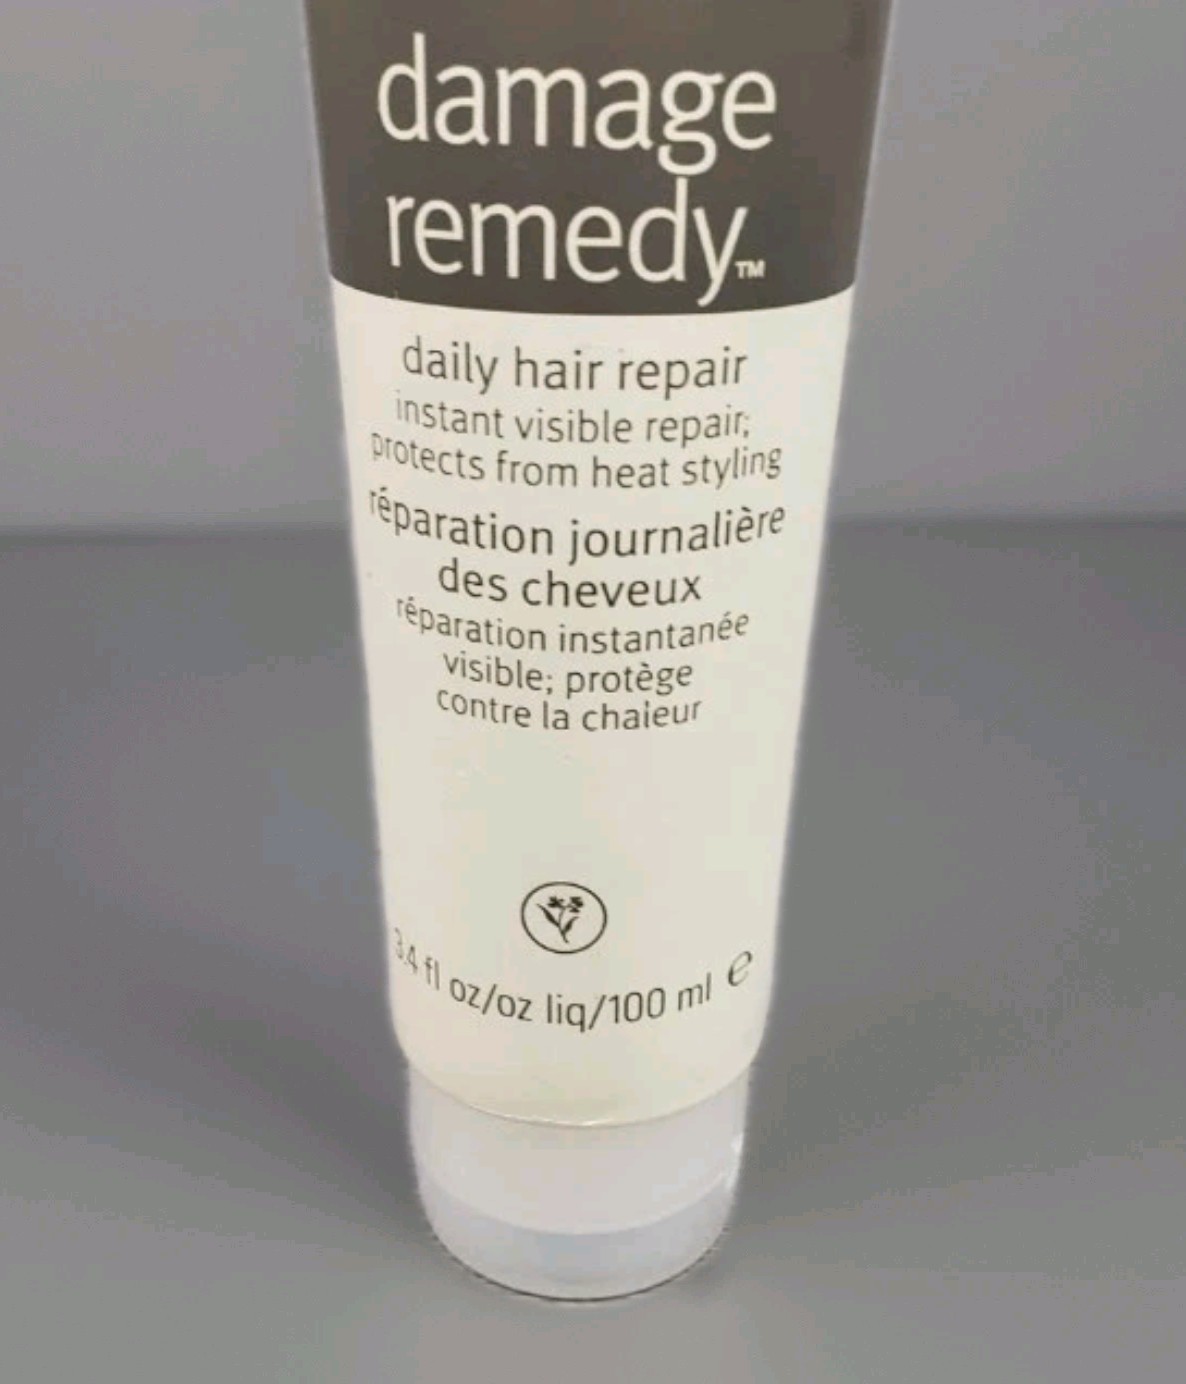 damage
remedy™
daily hair repair
instant visible repair;
protects from heat styling
réparation journalière
des cheveux
réparation instantanée
visible; protège
contre la chaleur
3.4 fl oz/oz liq/100 ml e